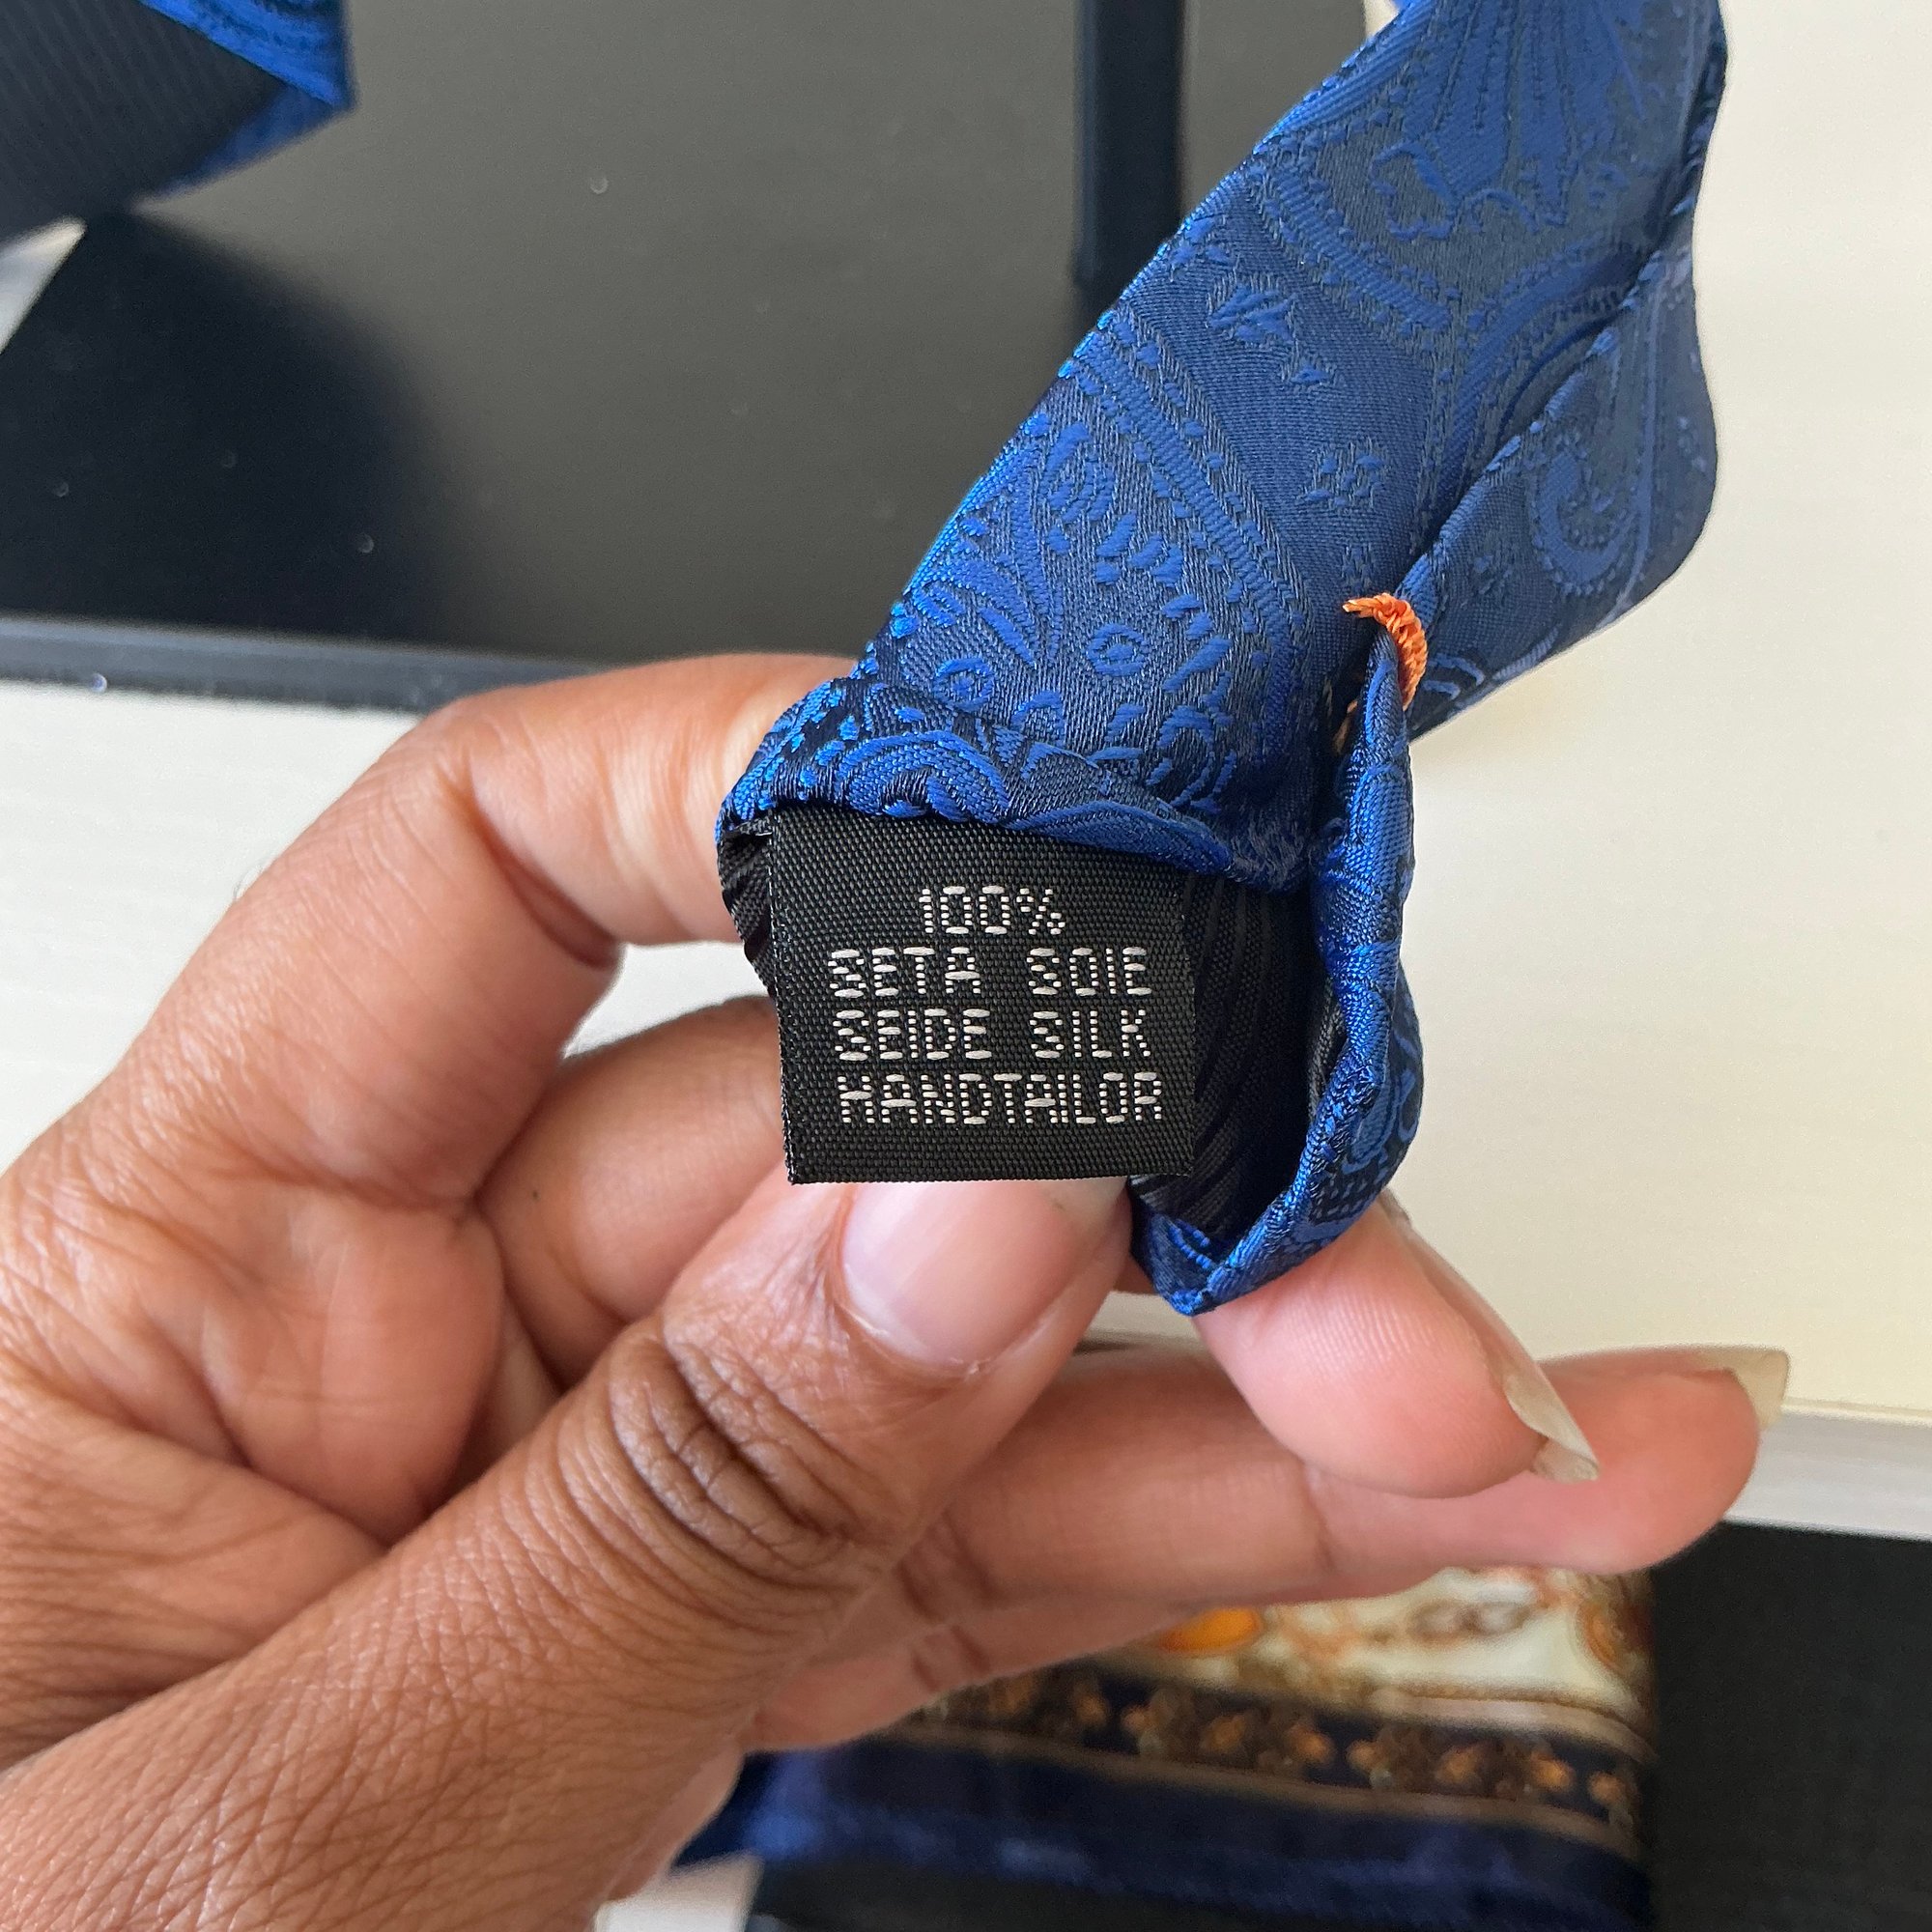 100%
SETA SOIE
SEIDE SILK
HANDTAILOR